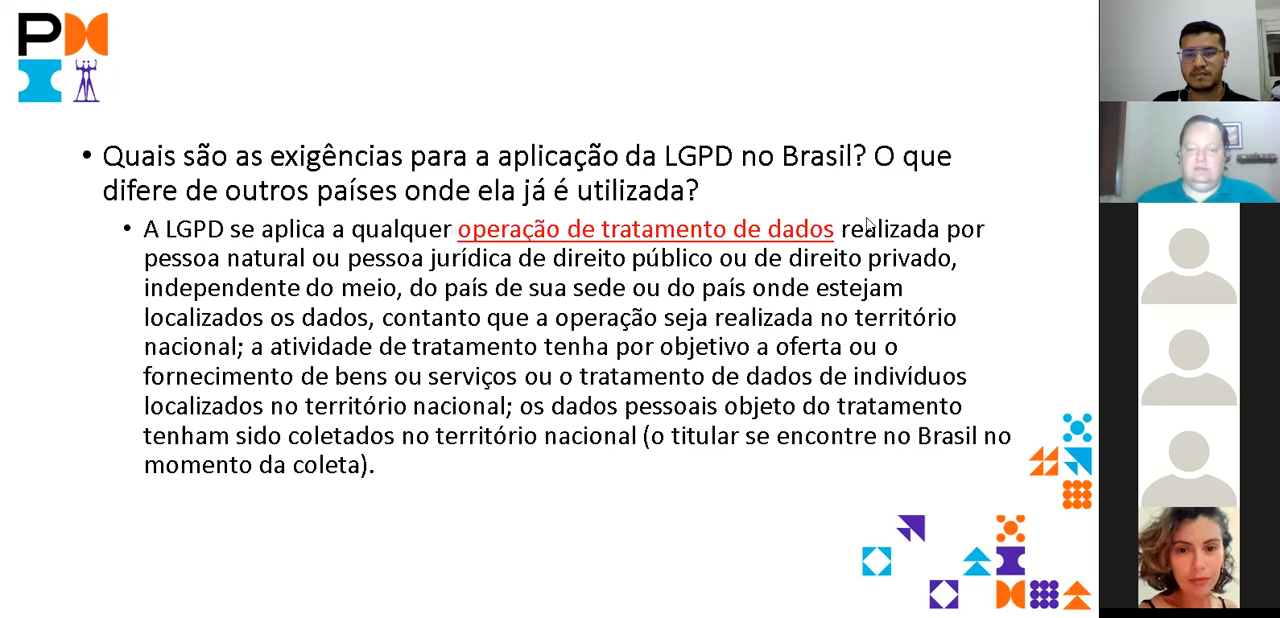 PMI
• Quais são as exigências para a aplicação da LGPD no Brasil? O que
difere de outros países onde ela já é utilizada?
• A LGPD se aplica a qualquer operação de tratamento de dados realizada por
pessoa natural ou pessoa jurídica de direito público ou de direito privado,
independente do meio, do país de sua sede ou do país onde estejam
localizados os dados, contanto que a operação seja realizada no território
nacional; a atividade de tratamento tenha por objetivo a oferta ou o
fornecimento de bens ou serviços ou o tratamento de dados de indivíduos
localizados no território nacional; os dados pessoais objeto do tratamento
tenham sido coletados no território nacional (o titular se encontre no Brasil no
momento da coleta).